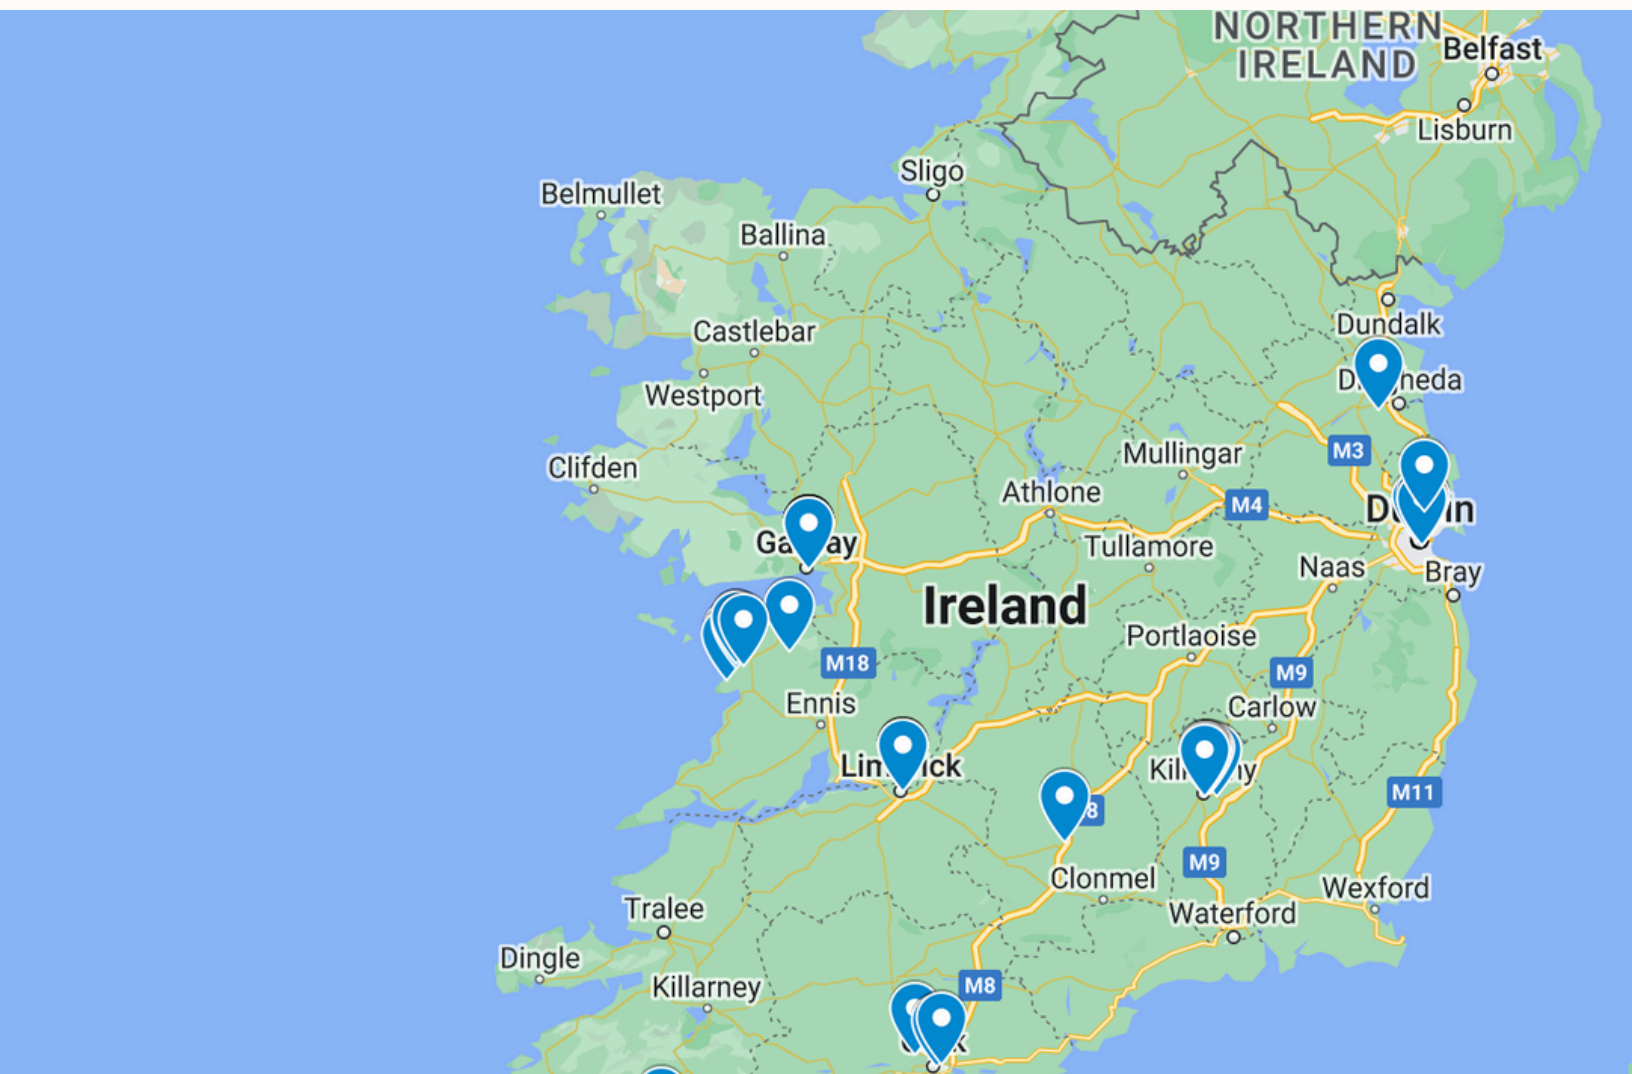 NORTHERN
IRELAND
Belfast
Lisburn
Sligo
Belmullet
Ballina
Dundalk
Castlebar
Westport
M3
Mullingar
Clifden
Athlone
M4
Tullamore
Naas
Bray
Ireland
Portlaoise
M18
M9
Ennis
Carlow
M11
M9
Clonmel
Wexford
Tralee
Waterford
Dingle
Killarney
M8